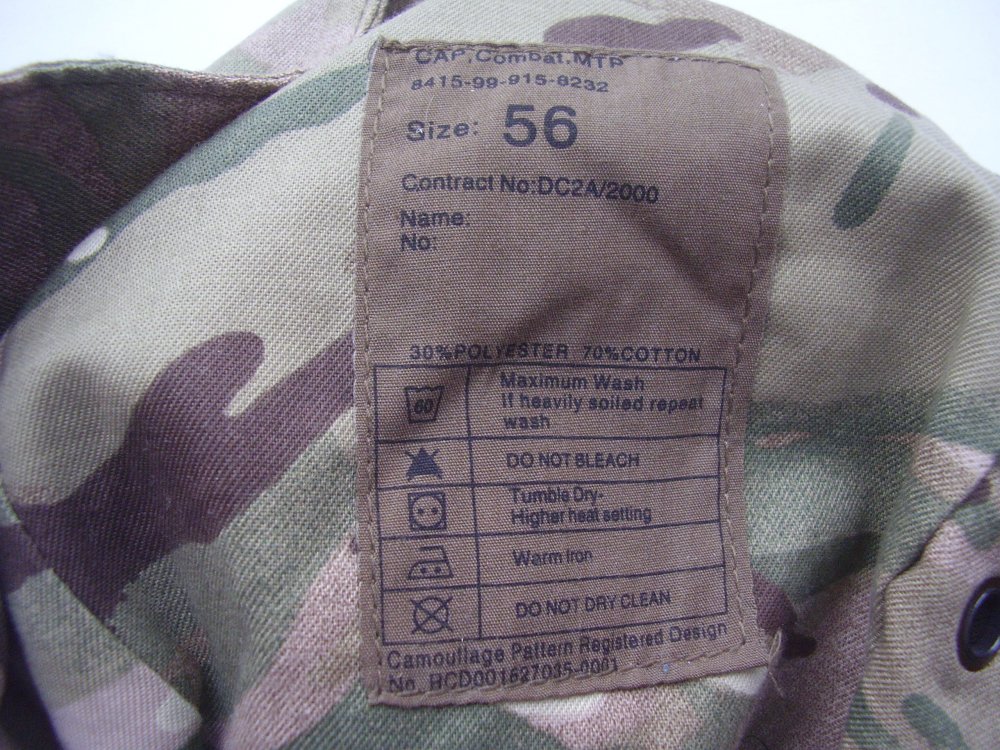 CAP.Combat.MTP
8415-99-915-8232
Size: 56
Contract No:DC2A/2000
Name:
No:
30%POLYESTER 70%COTTON
60
Maximum Wash
If heavily soiled repeat
wash
DO NOT BLEACH
Tumble Dry-
Higher heat setting
Warm Iron
DO NOT DRY CLEAN
Camouflage Pattern Registered Design
No. RCD001627035-0001